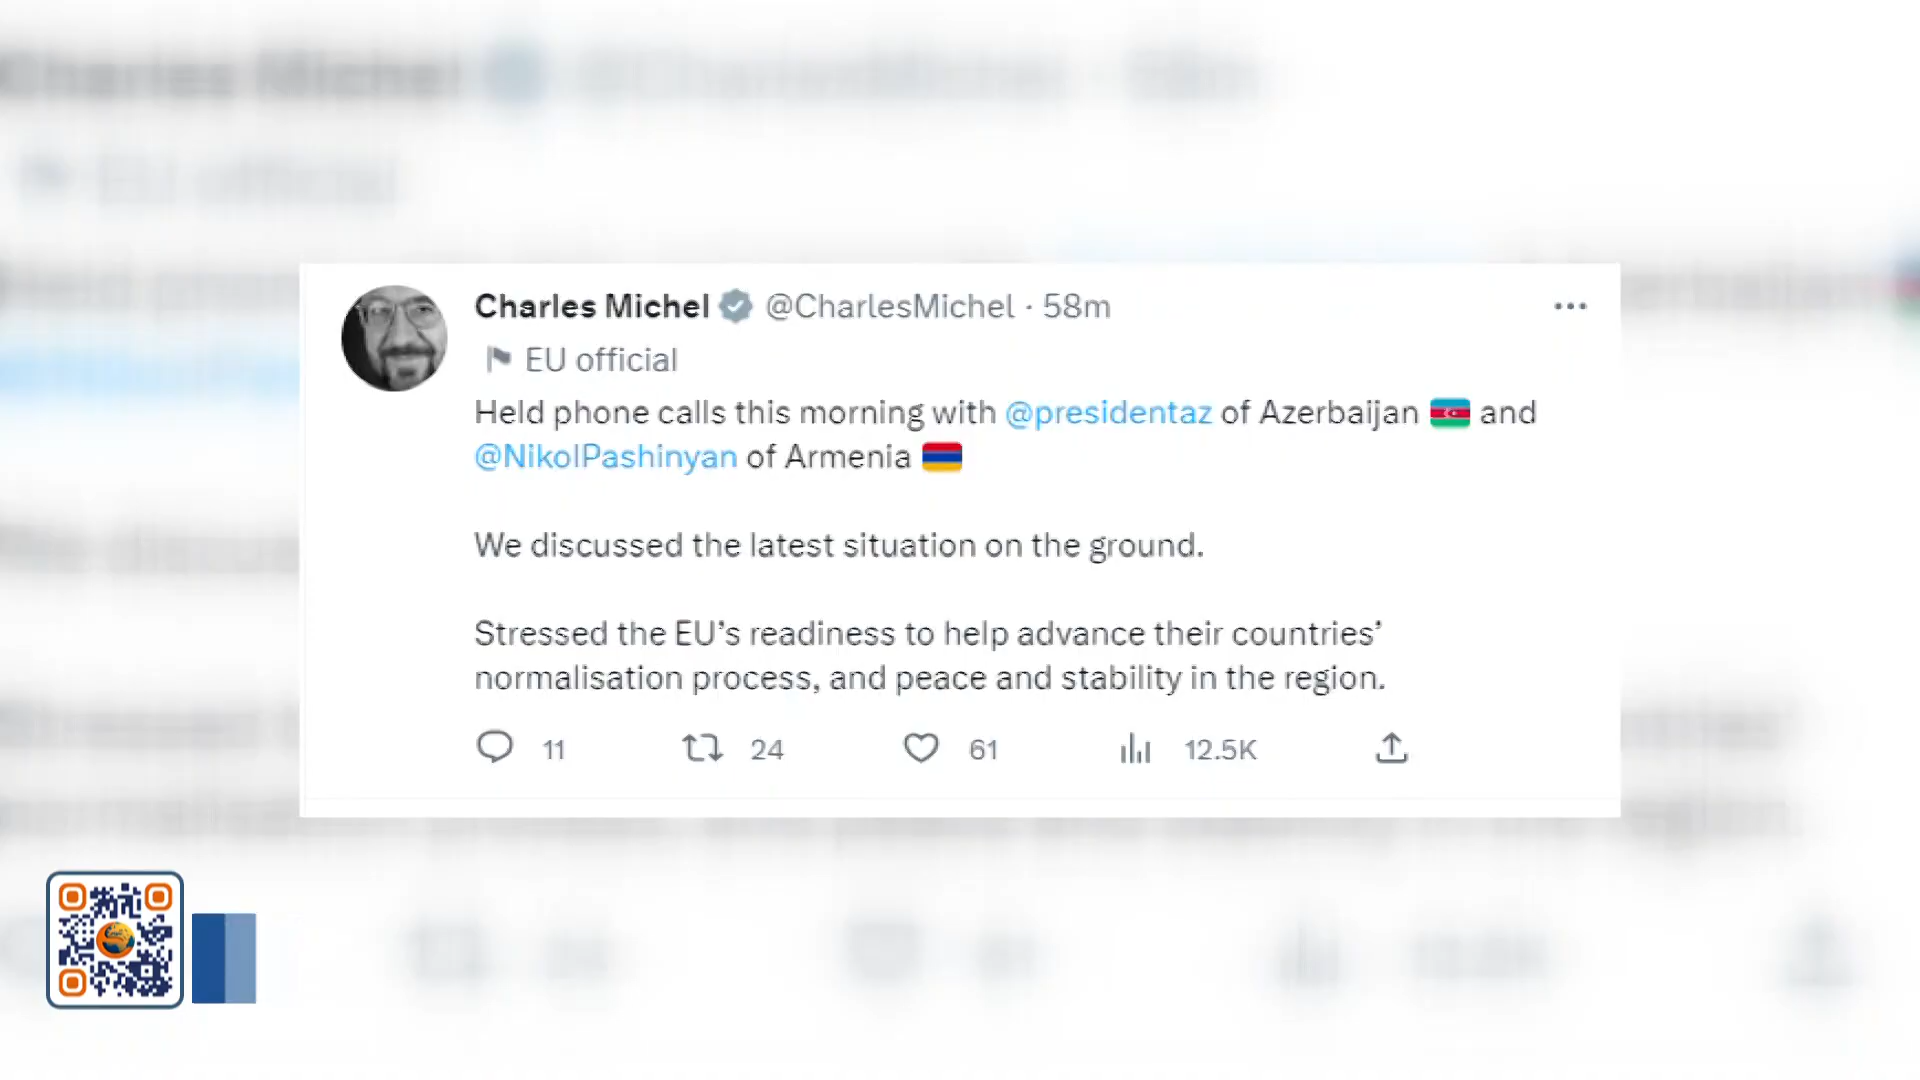 Charles Michel @CharlesMichel · 58m
EU official
Held phone calls this morning with @presidentaz of Azerbaijan 🇦🇿 and
@NikolPashinyan of Armenia 🇦🇲
We discussed the latest situation on the ground.
Stressed the EU’s readiness to help advance their countries’
normalisation process, and peace and stability in the region.
11 24 61 12.5K